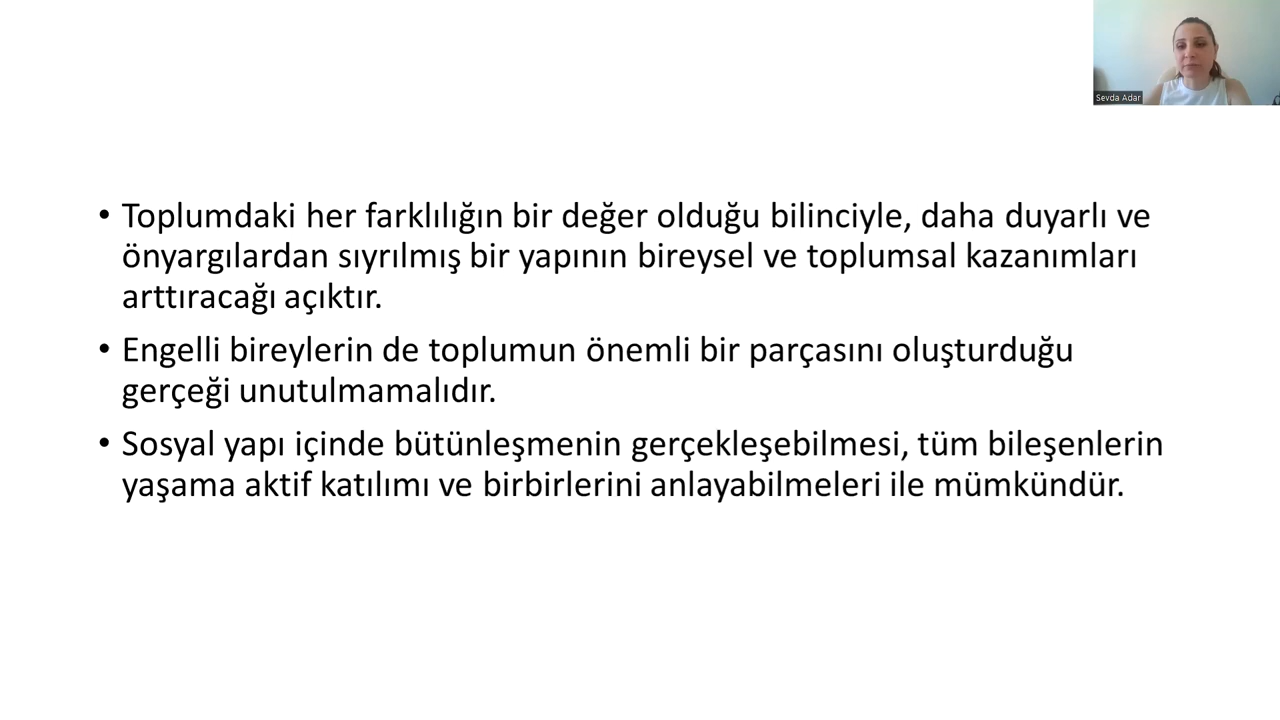 Sevda Adar
• Toplumdaki her farklılığın bir değer olduğu bilinciyle, daha duyarlı ve
önyargılardan sıyrılmış bir yapının bireysel ve toplumsal kazanımları
arttıracağı açıktır.
• Engelli bireylerin de toplumun önemli bir parçasını oluşturduğu
gerçeği unutulmamalıdır.
• Sosyal yapı içinde bütünleşmenin gerçekleşebilmesi, tüm bileşenlerin
yaşama aktif katılımı ve birbirlerini anlayabilmeleri ile mümkündür.